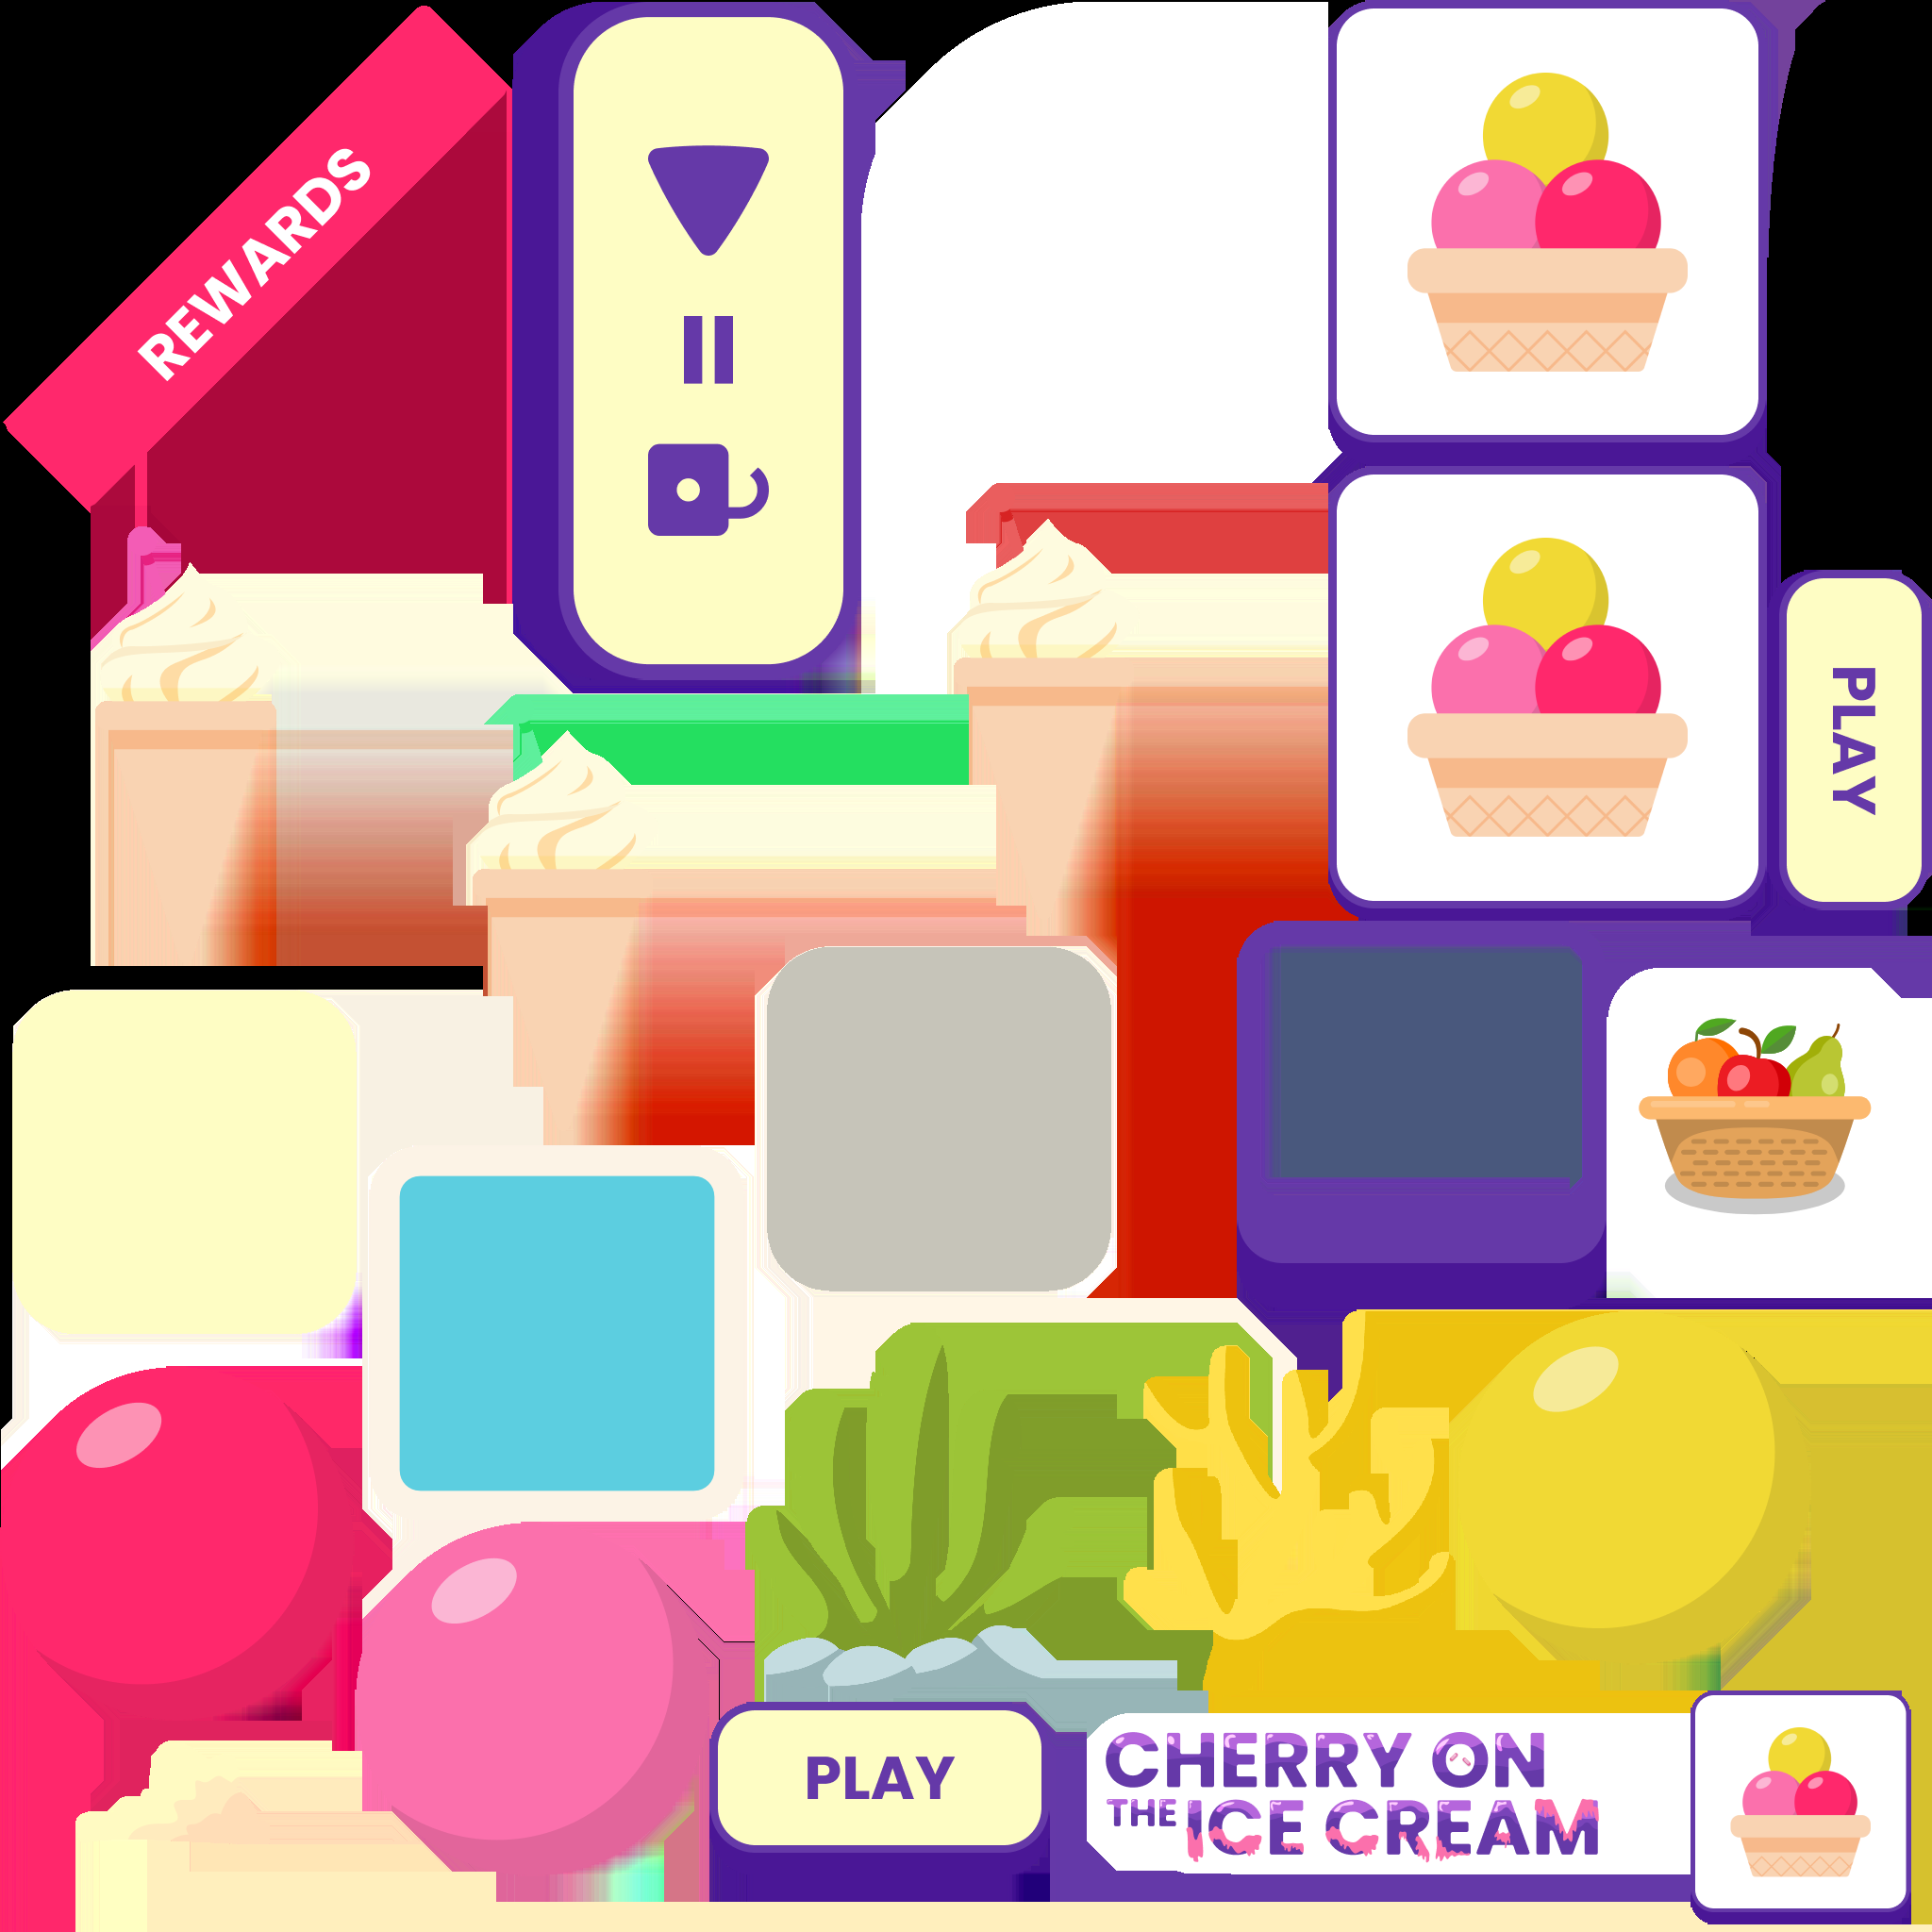 REWARDS
PLAY
PLAY
CHERRY ON
THE ICE CREAM